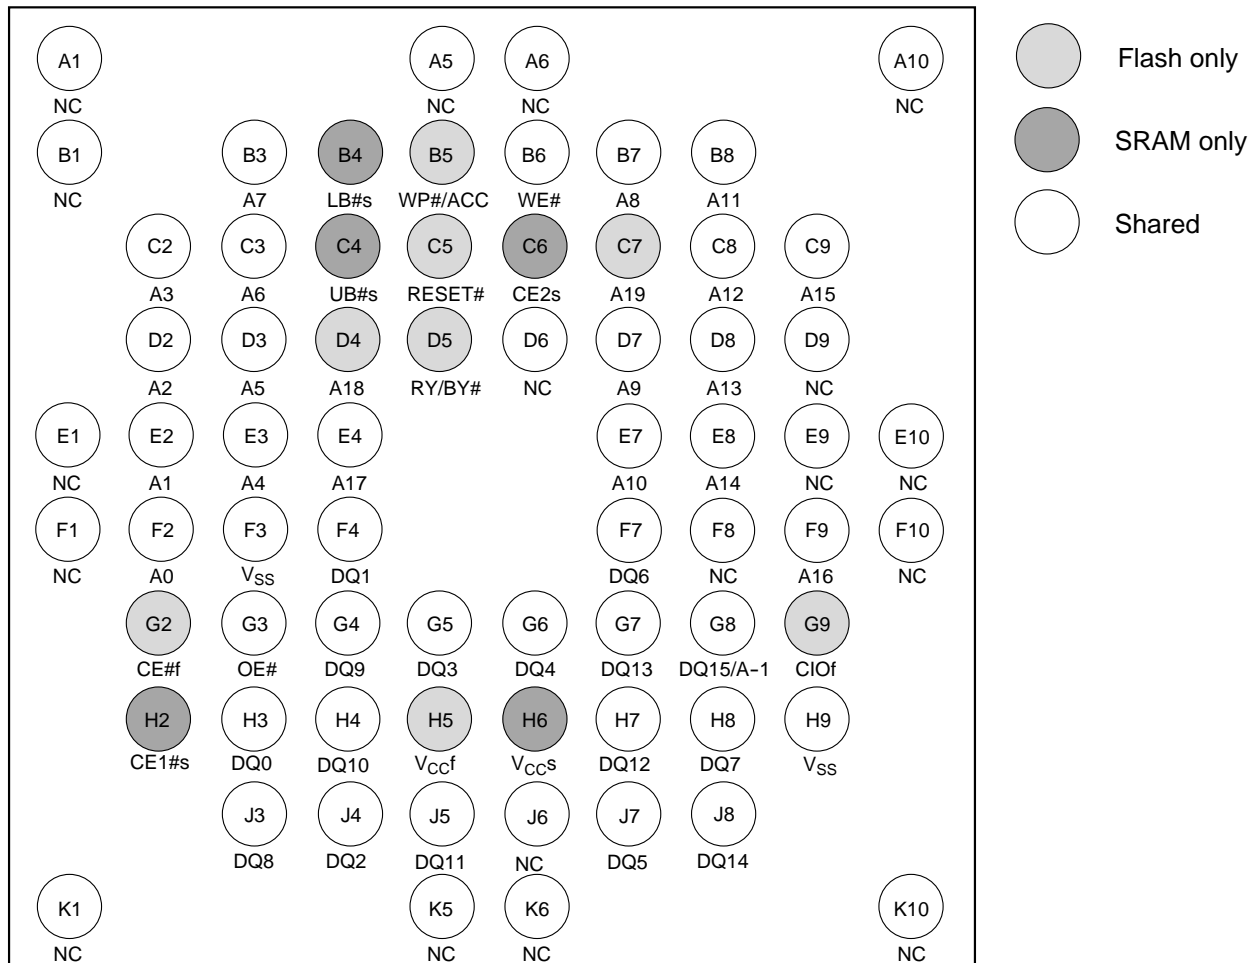 A1 A5 A6 A10
NC NC NC NC
B1 B3 B4 B5 B6 B7 B8
NC A7 LB#s WP#/ACC WE# A8 A11
C2 C3 C4 C5 C6 C7 C8 C9
A3 A6 UB#s RESET# CE2s A19 A12 A15
D2 D3 D4 D5 D6 D7 D8 D9
A2 A5 A18 RY/BY# NC A9 A13 NC
E1 E2 E3 E4 E7 E8 E9 E10
NC A1 A4 A17 A10 A14 NC NC
F1 F2 F3 F4 F7 F8 F9 F10
NC A0 VSS DQ1 DQ6 NC A16 NC
G2 G3 G4 G5 G6 G7 G8 G9
CE#f OE# DQ9 DQ3 DQ4 DQ13 DQ15/A-1 CIOf
H2 H3 H4 H5 H6 H7 H8 H9
CE1#s DQ0 DQ10 VCCf VCCs DQ12 DQ7 VSS
J3 J4 J5 J6 J7 J8
DQ8 DQ2 DQ11 NC DQ5 DQ14
K1 K5 K6 K10
NC NC NC NC
Flash only
SRAM only
Shared